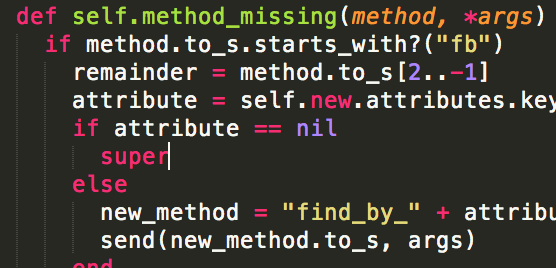 def self.method_missing(method, *args)
if method.to_s.starts_with?("fb")
remainder = method.to_s[2..-1]
attribute = self.new.attributes.key
if attribute == nil
super
else
new_method = "find_by_" + attribu
send(new_method.to_s, args)
end